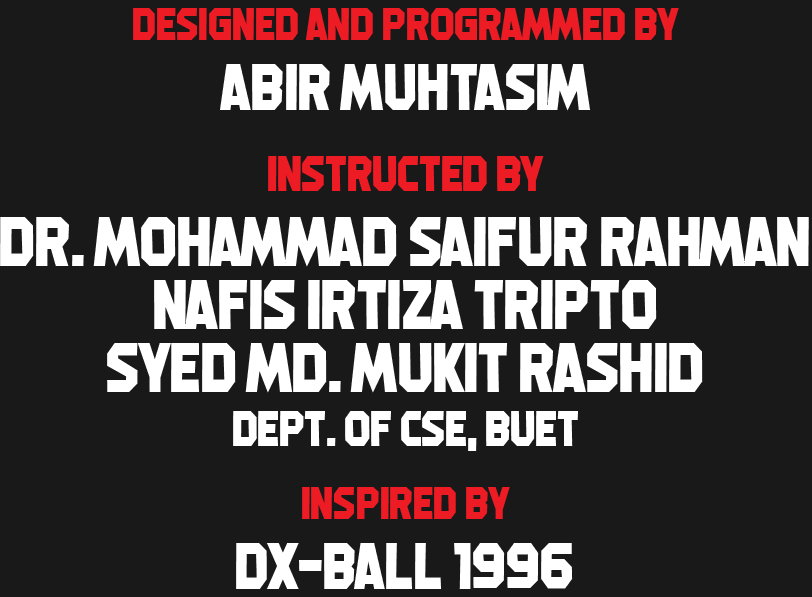 DESIGNED AND PROGRAMMED BY
ABIR MUHTASIM
INSTRUCTED BY
DR. MOHAMMAD SAIFUR RAHMAN
NAFIS IRTIZA TRIPTO
SYED MD. MUKIT RASHID
DEPT. OF CSE, BUET
INSPIRED BY
DX-BALL 1996